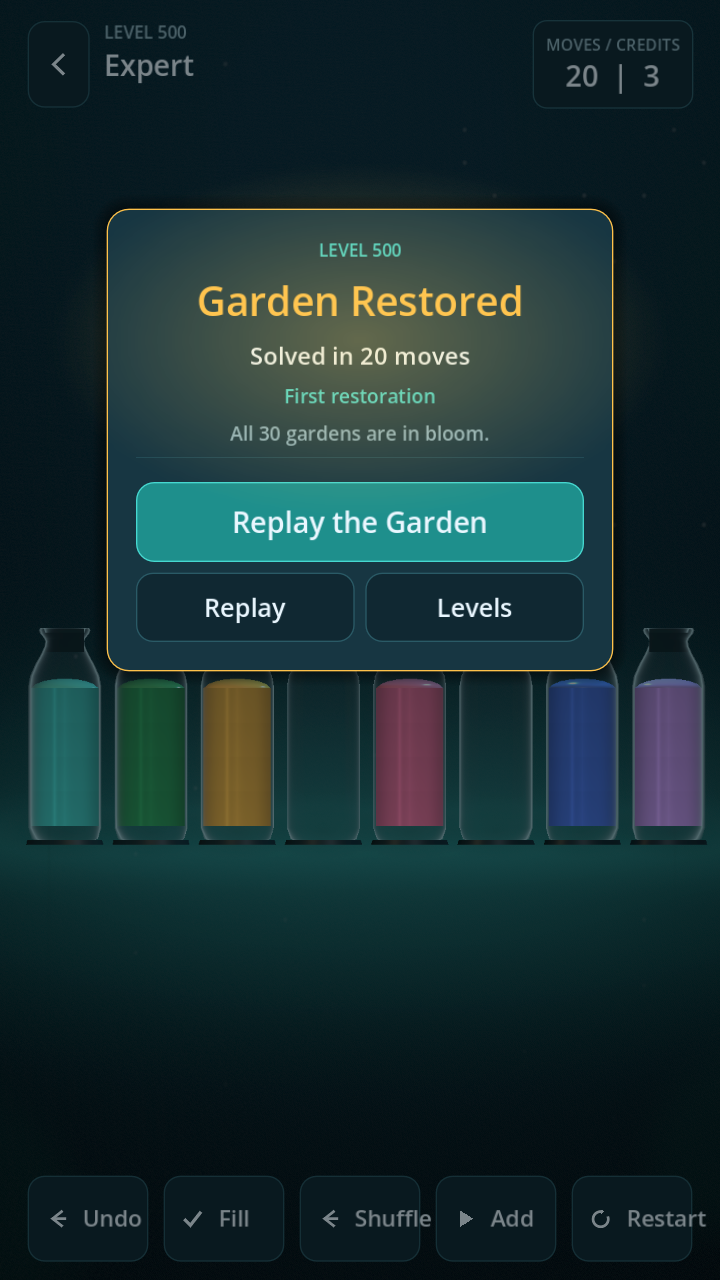 LEVEL 500
Expert
MOVES / CREDITS
20 | 3
LEVEL 500
Garden Restored
Solved in 20 moves
First restoration
All 30 gardens are in bloom.
Replay the Garden
Replay
Levels
Undo
Fill
Shuffle
Add
Restart